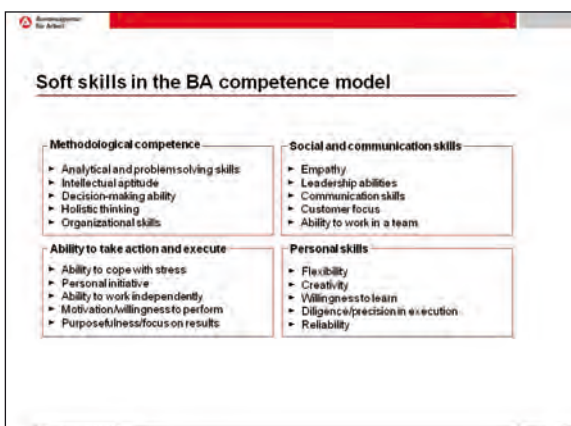 Bundesagentur
für Arbeit
Soft skills in the BA competence model
Methodological competence
► Analytical and problem solving skills
► Intellectual aptitude
► Decision-making ability
► Holistic thinking
► Organizational skills
Social and communication skills
► Empathy
► Leadership abilities
► Communication skills
► Customer focus
► Ability to work in a team
Ability to take action and execute
► Ability to cope with stress
► Personal initiative
► Ability to work independently
► Motivation/willingness to perform
► Purposefulness/focus on results
Personal skills
► Flexibility
► Creativity
► Willingness to learn
► Diligence/precision in execution
► Reliability